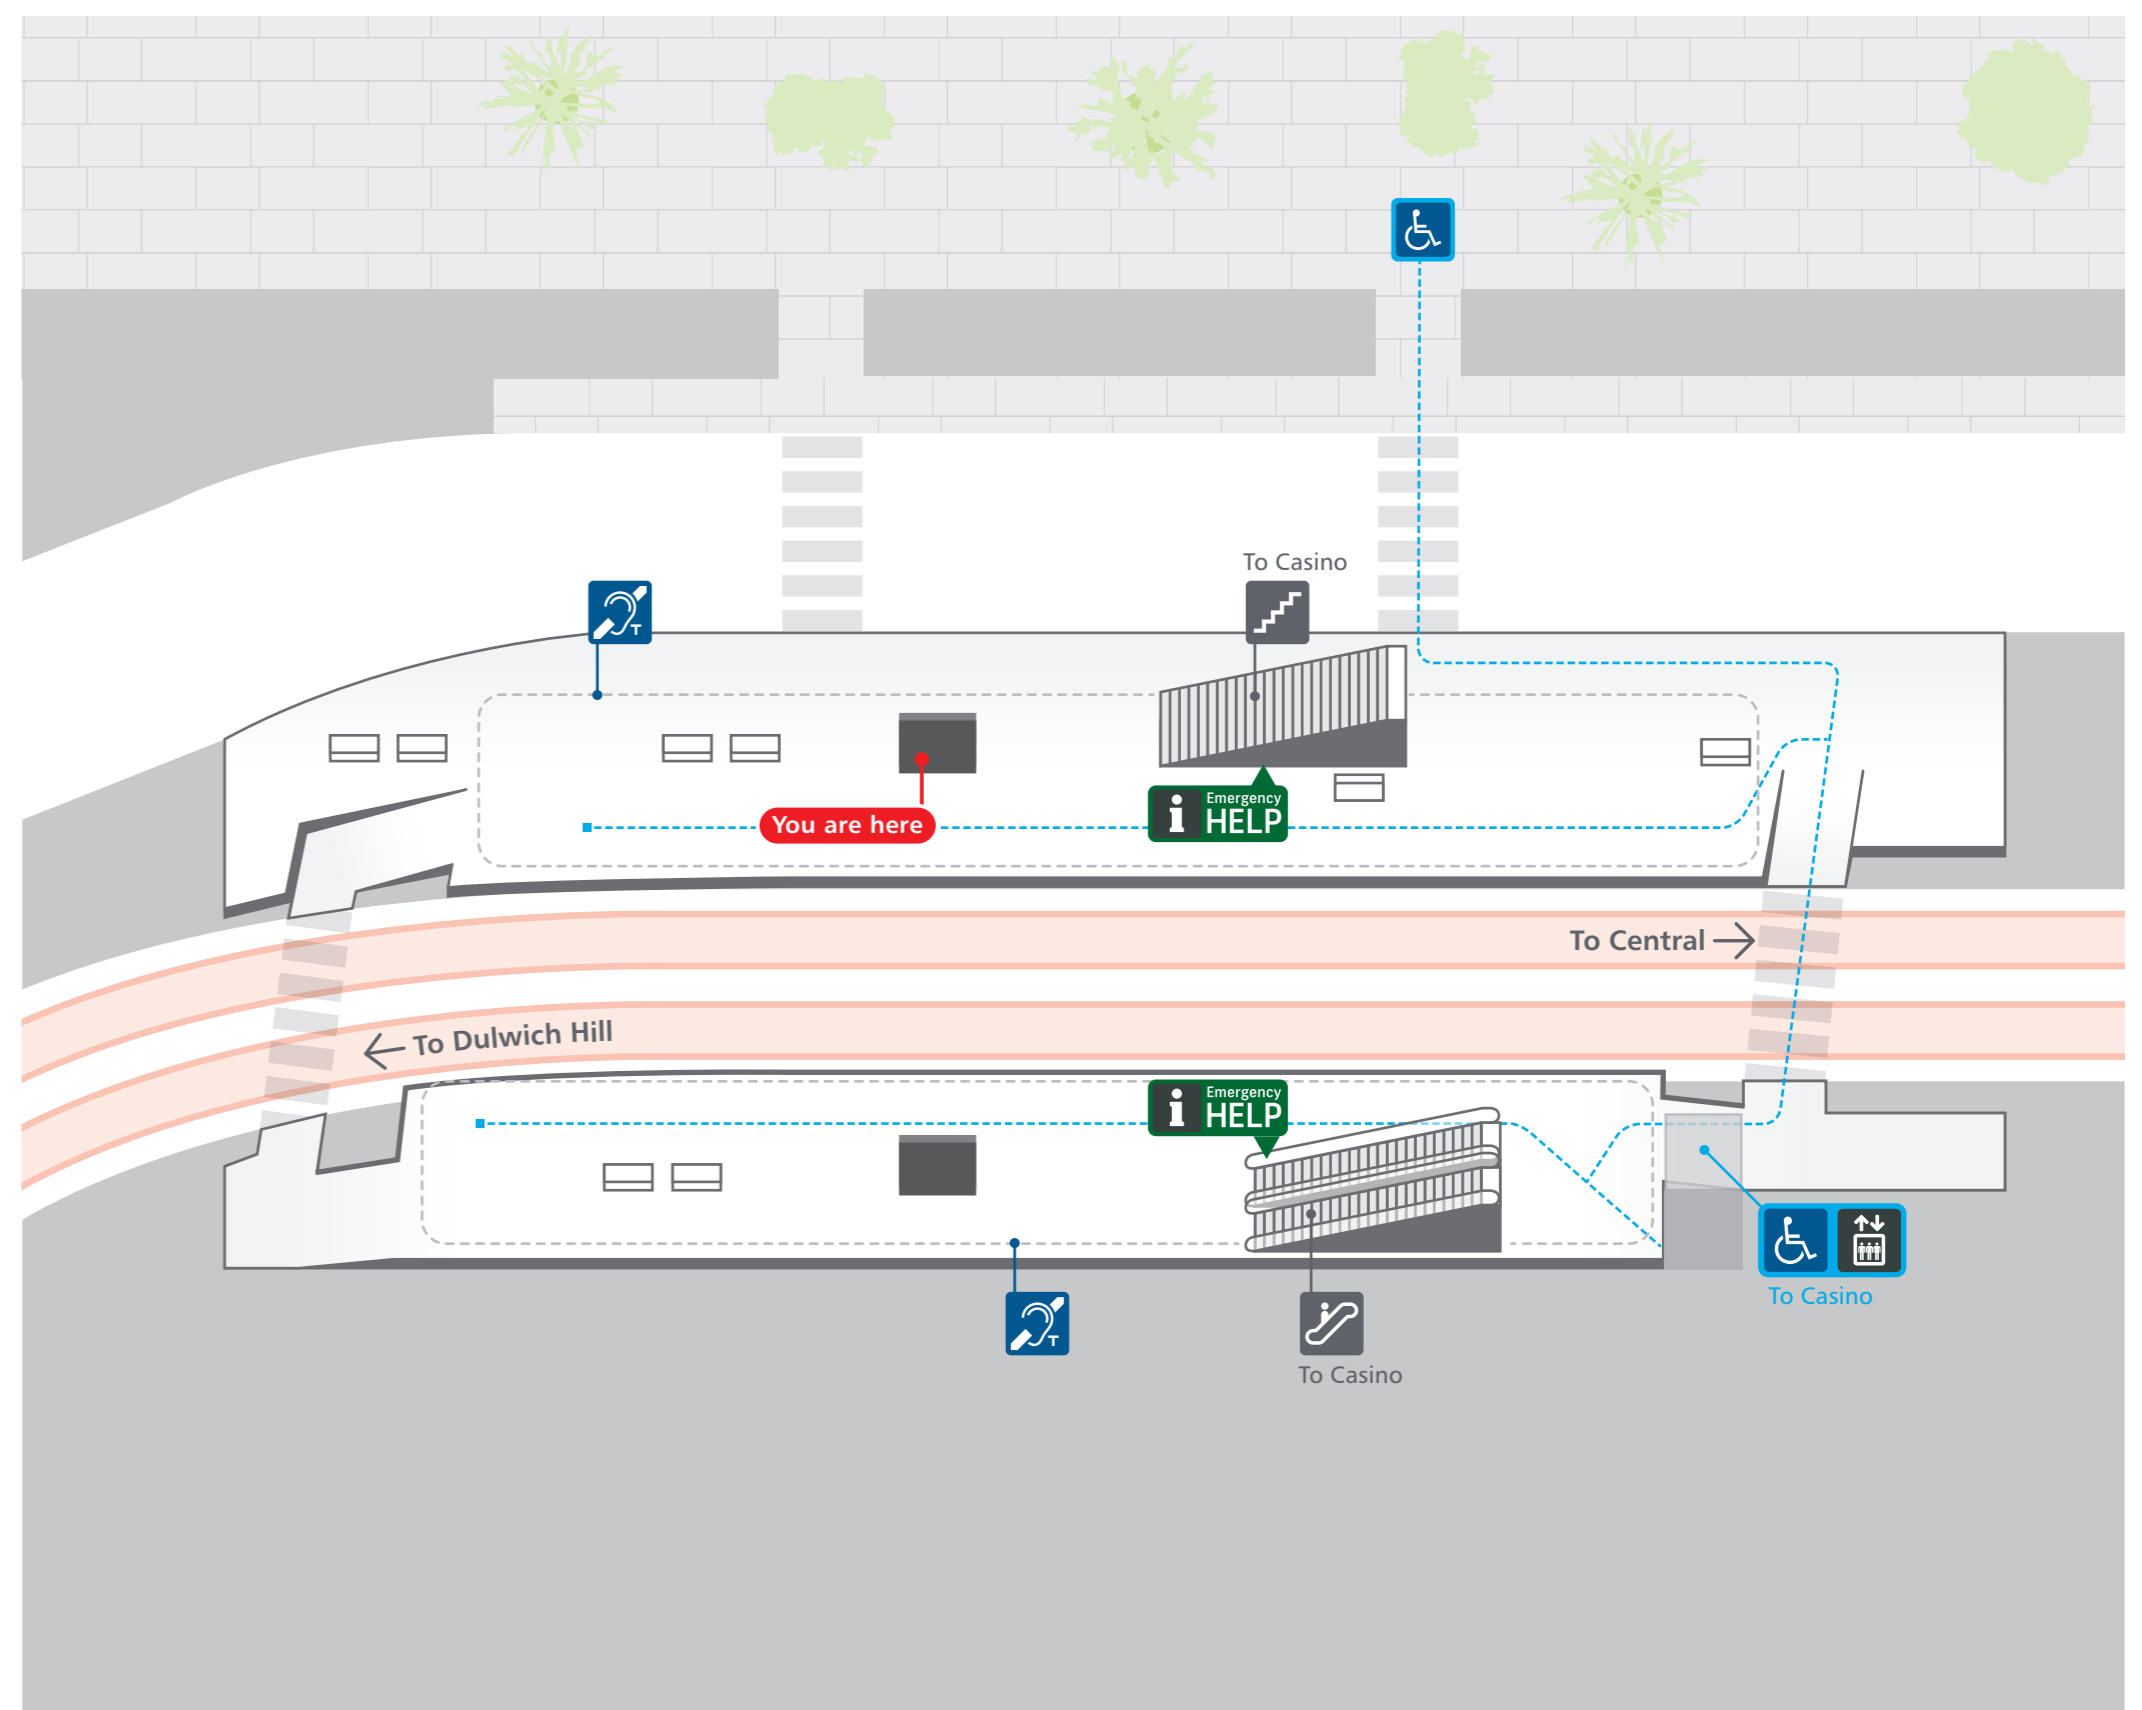 To Casino
T
Emergency
i HELP
You are here
To Central
To Dulwich Hill
Emergency
i HELP
To Casino
T
To Casino